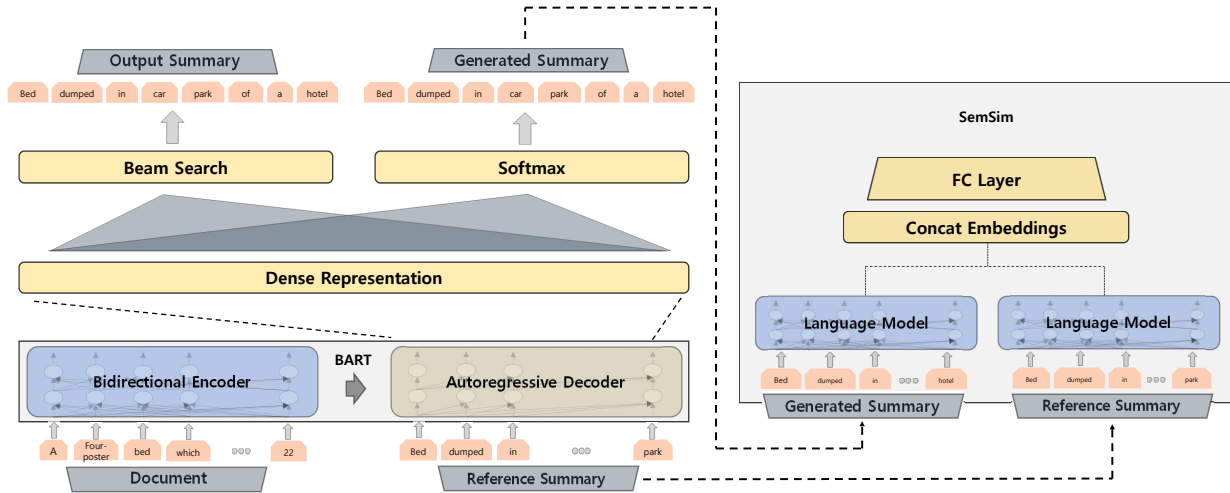 Output Summary
Bed dumped in car park of a hotel
Beam Search
Generated Summary
Bed dumped in car park of a hotel
Softmax
Dense Representation
Bidirectional Encoder
BART
Autoregressive Decoder
A Four-poster bed which 22
Document
Bed dumped in park
Reference Summary
SemSim
FC Layer
Concat Embeddings
Language Model
Bed dumped in hotel
Generated Summary
Language Model
Bed dumped in park
Reference Summary